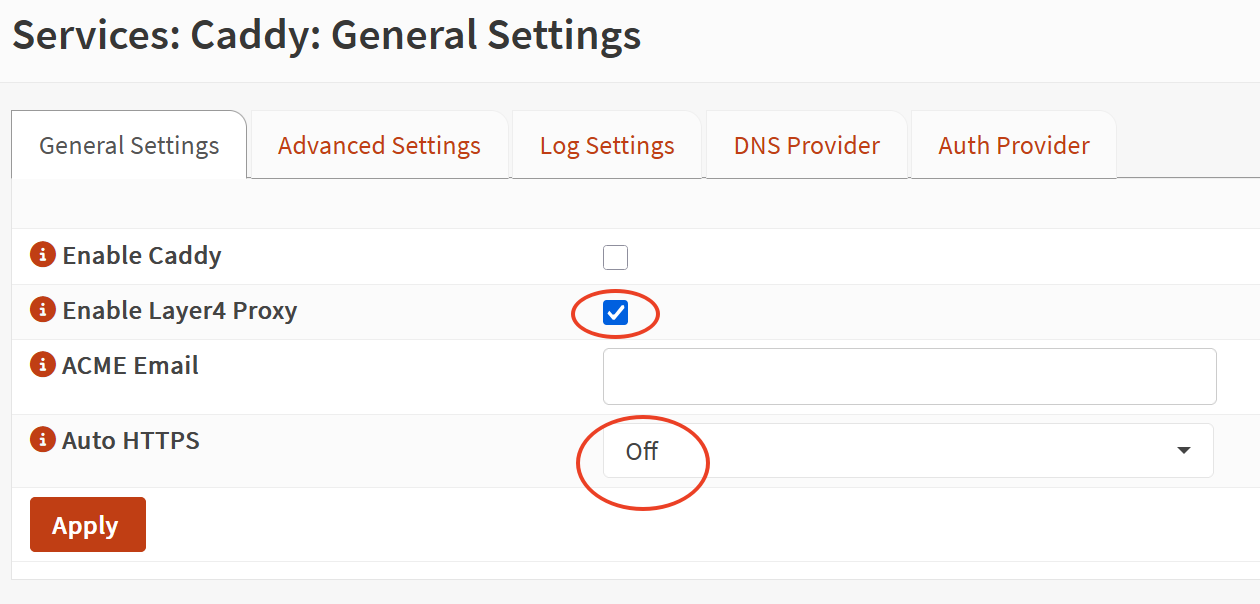 Services: Caddy: General Settings
General Settings
Advanced Settings
Log Settings
DNS Provider
Auth Provider
Enable Caddy
Enable Layer4 Proxy
ACME Email
Auto HTTPS
Off
Apply